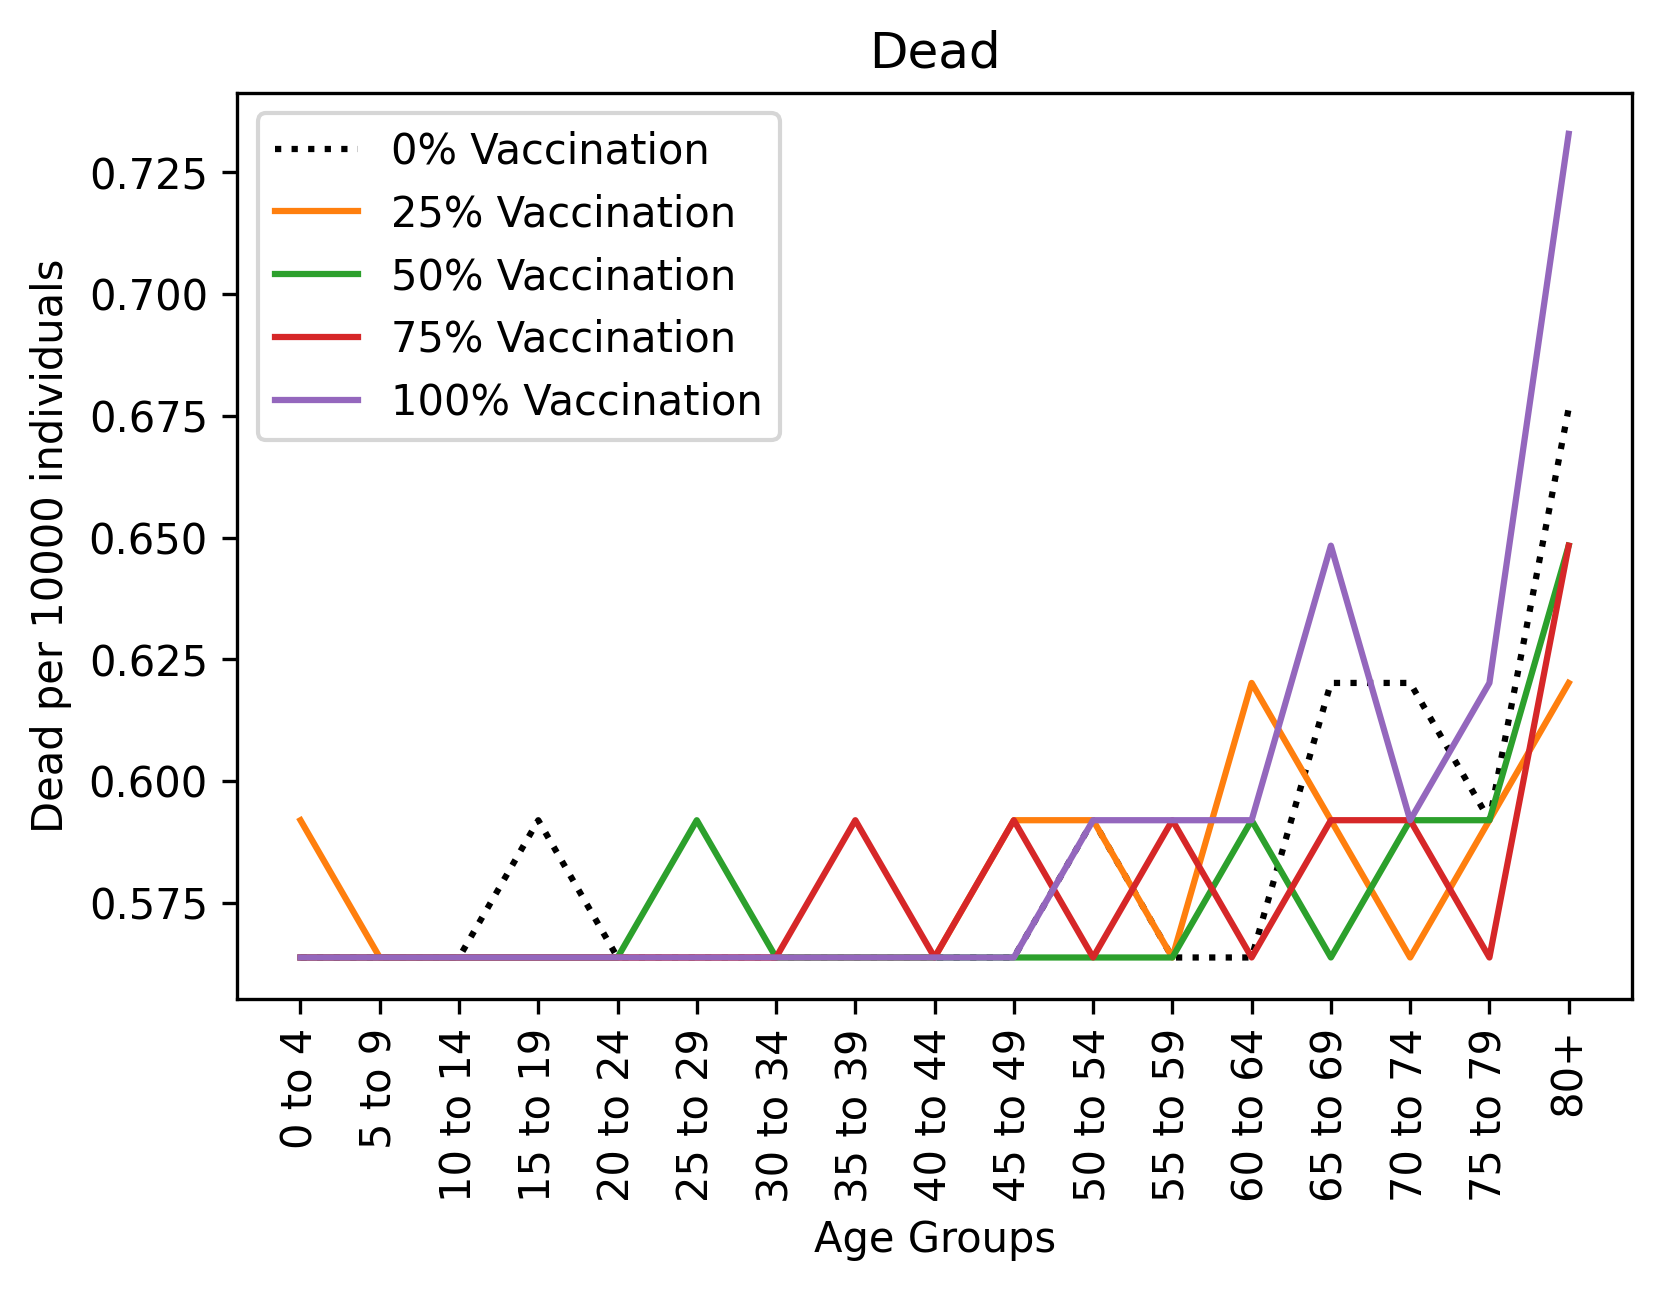 Dead
0% Vaccination
25% Vaccination
50% Vaccination
75% Vaccination
100% Vaccination
Dead per 10000 individuals
0.725
0.700
0.675
0.650
0.625
0.600
0.575
0 to 4
5 to 9
10 to 14
15 to 19
20 to 24
25 to 29
30 to 34
35 to 39
40 to 44
45 to 49
50 to 54
55 to 59
60 to 64
65 to 69
70 to 74
75 to 79
80+
Age Groups